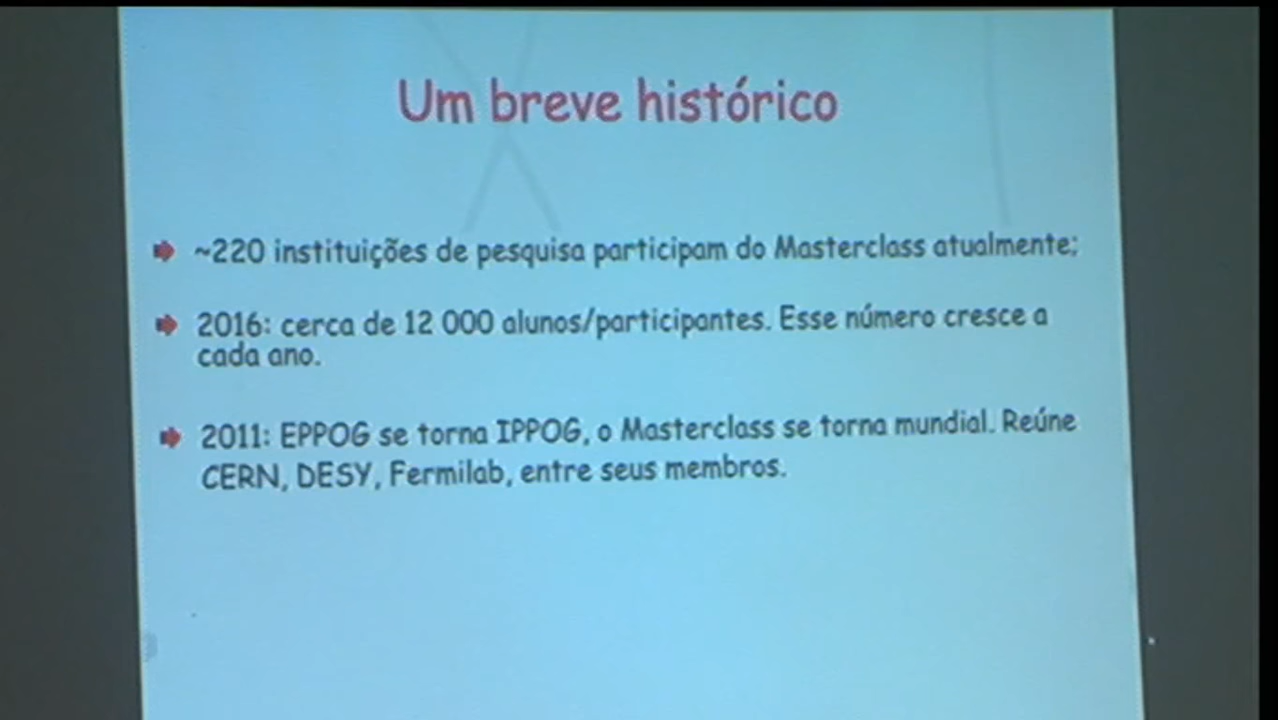 Um breve histórico
~220 instituições de pesquisa participam do Masterclass atualmente;
2016: cerca de 12 000 alunos/participantes. Esse número cresce a
cada ano.
2011: EPPOG se torna IPPOG, o Masterclass se torna mundial. Reúne
CERN, DESY, Fermilab, entre seus membros.